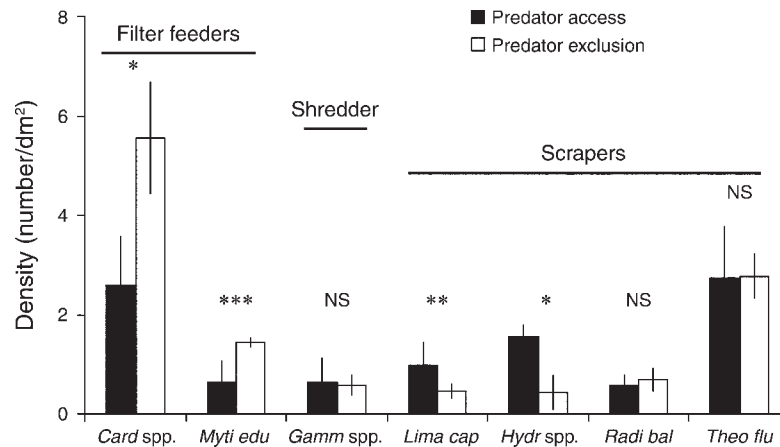 Density (number/dm²)
8
6
4
2
0
Predator access
Predator exclusion
Filter feeders
Shredder
Scrapers
*
***
NS
**
*
NS
NS
Card spp.
Myti edu
Gamm spp.
Lima cap
Hydr spp.
Radi bal
Theo flu